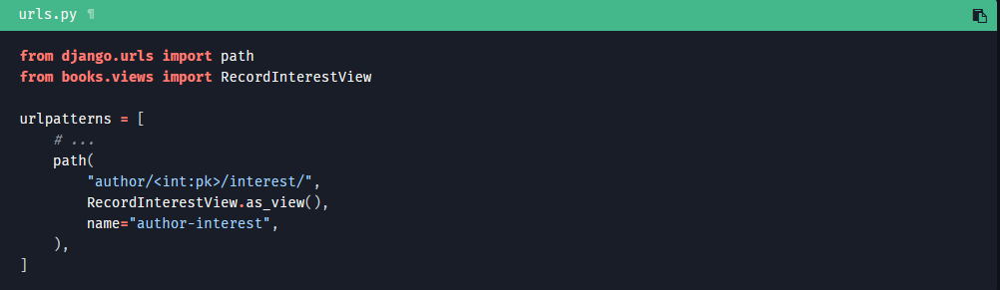 urls.py ¶
from django.urls import path
from books.views import RecordInterestView

urlpatterns = [
    # ...
    path(
        "author/<int:pk>/interest/",
        RecordInterestView.as_view(),
        name="author-interest",
    ),
]